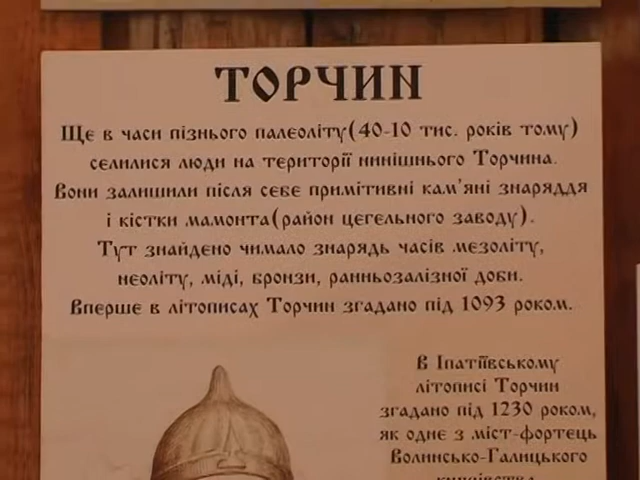 ТОРЧИН
Ще в часи пізнього палеоліту(40-10 тис. років тому)
селилися люди на території нинішнього Торчина.
Вони залишили після себе примітивні кам'яні знаряддя
і кістки мамонта(район цегельного заводу).
Тут знайдено чимало знарядь часів мезоліту,
неоліту, міді, бронзи, ранньозалізної доби.
Вперше в літописах Торчин згадано під 1093 роком.
В Іпатіївському
літописі Торчин
згадано під 1230 роком,
як одне з міст-фортець
Волинсько-Галицького